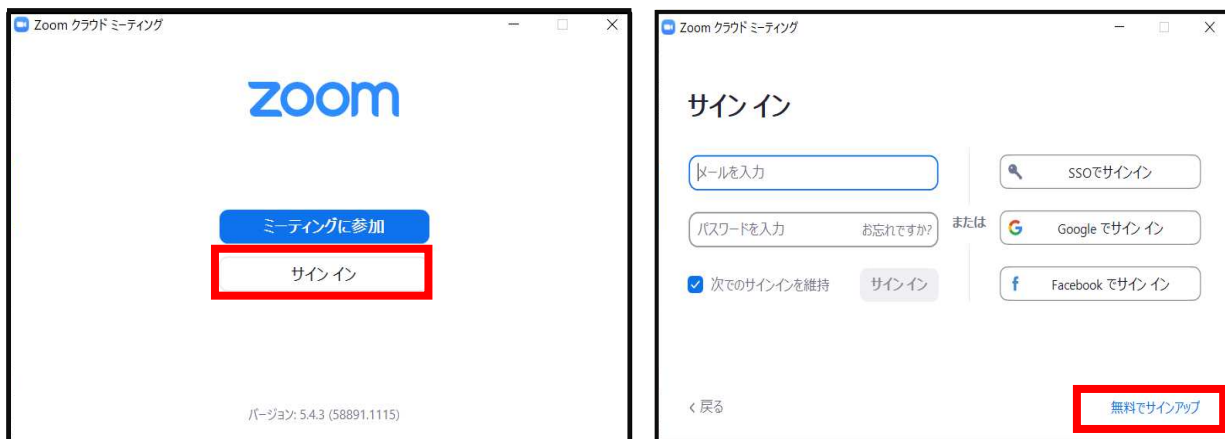 Zoom クラウド ミーティング
zoom
ミーティングに参加
サイン イン
バージョン: 5.4.3 (58891.1115)
Zoom クラウド ミーティング
サイン イン
メールを入力
パスワードを入力 お忘れですか?
次でのサインインを維持 サイン イン
または
SSOでサインイン
Google でサイン イン
Facebook でサイン イン
戻る
無料でサインアップ